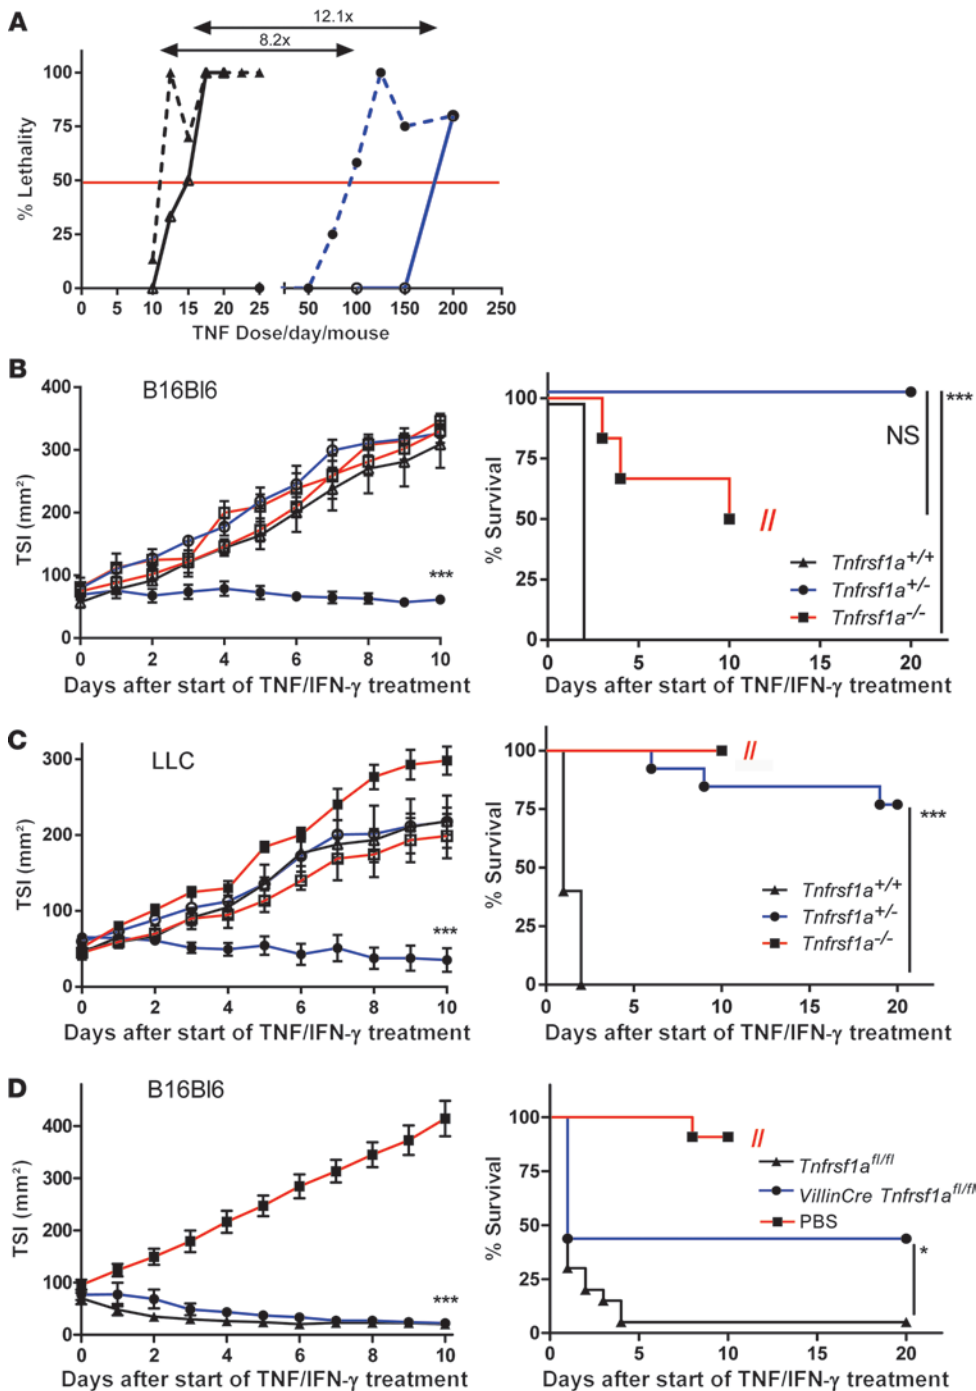 A
12.1x
8.2x
100
75
50
25
0
% Lethality
0 5 10 15 20 25 50 100 150 200 250
TNF Dose/day/mouse
B
B16Bl6
400
300
200
100
0
TSI (mm²)
0 2 4 6 8 10
Days after start of TNF/IFN-γ treatment
***
100
75
50
25
0
% Survival
NS
***
//
Tnfrsf1a+/+
Tnfrsf1a+/-
Tnfrsf1a-/-
0 5 10 15 20
Days after start of TNF/IFN-γ treatment
C
LLC
300
200
100
0
TSI (mm²)
***
0 2 4 6 8 10
Days after start of TNF/IFN-γ treatment
100
75
50
25
0
% Survival
//
***
Tnfrsf1a+/+
Tnfrsf1a+/-
Tnfrsf1a-/-
0 5 10 15 20
Days after start of TNF/IFN-γ treatment
D
B16Bl6
400
300
200
100
0
TSI (mm²)
***
0 2 4 6 8 10
Days after start of TNF/IFN-γ treatment
100
75
50
25
0
% Survival
//
Tnfrsf1afl/fl
VillinCre Tnfrsf1afl/fl
PBS
*
0 5 10 15 20
Days after start of TNF/IFN-γ treatment